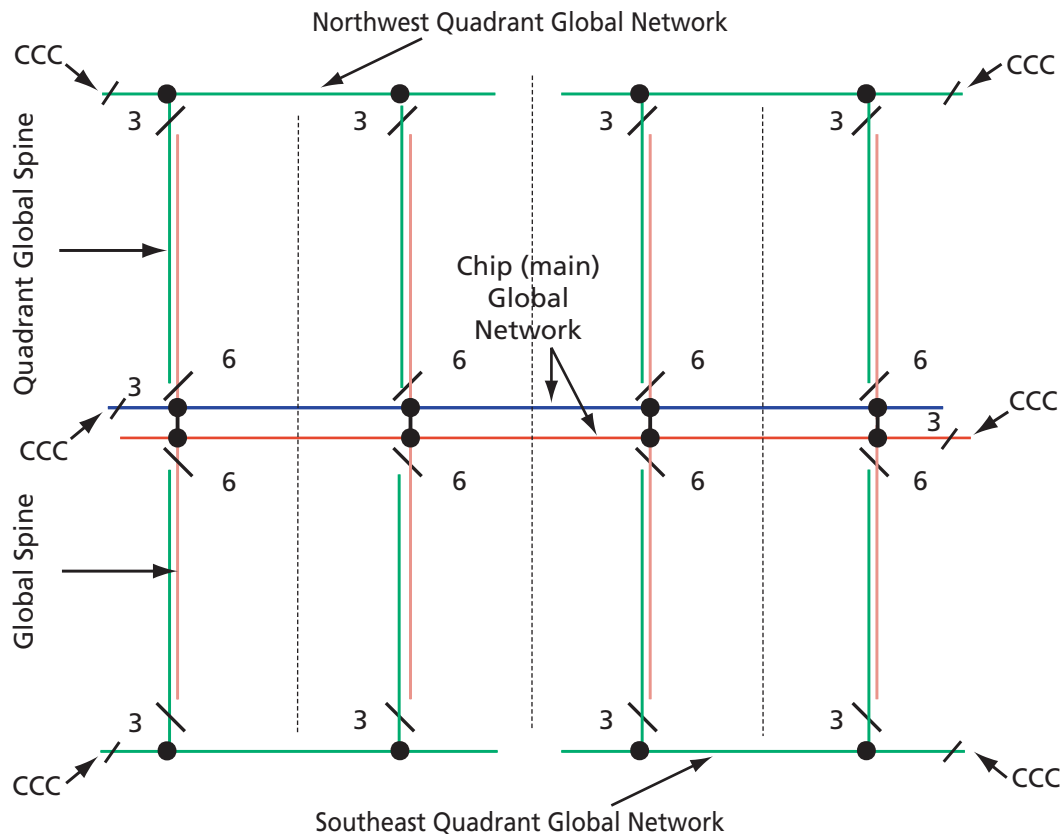 Northwest Quadrant Global Network
CCC
CCC
3
3
3
3
Quadrant Global Spine
Chip (main)
Global
Network
6
6
6
6
3
CCC
3
CCC
6
6
6
6
Global Spine
3
3
3
3
CCC
CCC
Southeast Quadrant Global Network